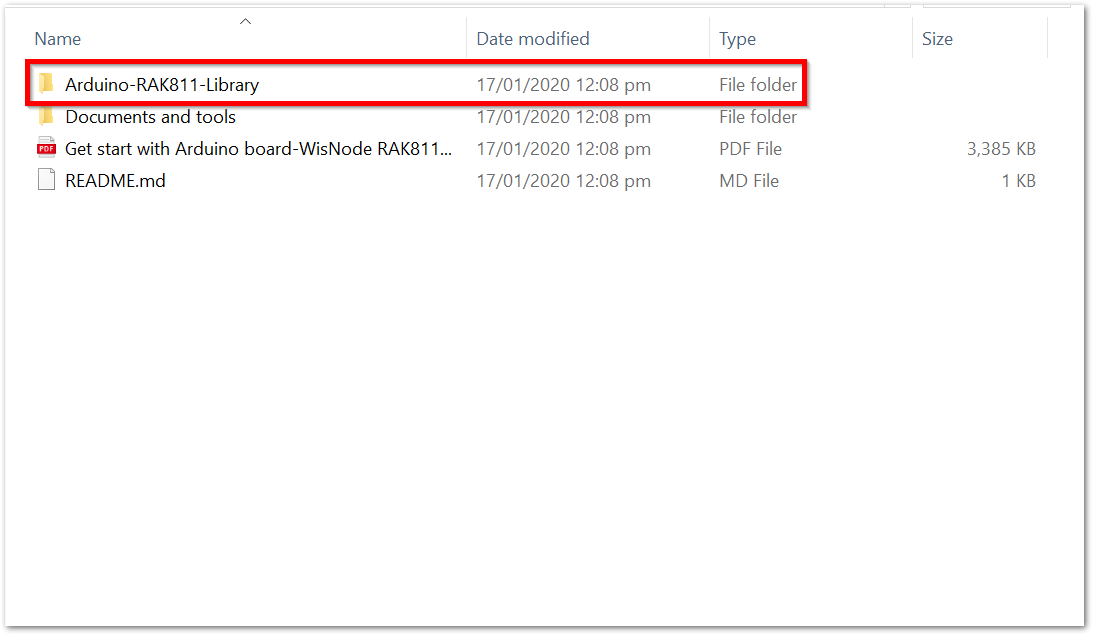 Name Date modified Type Size
Arduino-RAK811-Library 17/01/2020 12:08 pm File folder
Documents and tools 17/01/2020 12:08 pm File folder
PDF Get start with Arduino board-WisNode RAK811... 17/01/2020 12:08 pm PDF File 3,385 KB
README.md 17/01/2020 12:08 pm MD File 1 KB